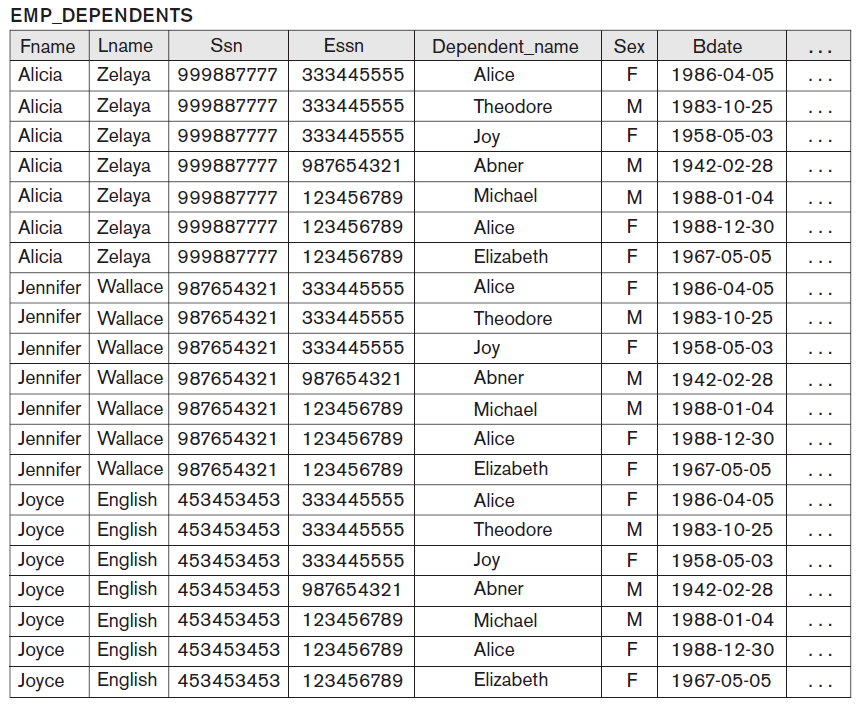 EMP_DEPENDENTS
Fname Lname Ssn Essn Dependent_name Sex Bdate ...
Alicia Zelaya 999887777 333445555 Alice F 1986-04-05 ...
Alicia Zelaya 999887777 333445555 Theodore M 1983-10-25 ...
Alicia Zelaya 999887777 333445555 Joy F 1958-05-03 ...
Alicia Zelaya 999887777 987654321 Abner M 1942-02-28 ...
Alicia Zelaya 999887777 123456789 Michael M 1988-01-04 ...
Alicia Zelaya 999887777 123456789 Alice F 1988-12-30 ...
Alicia Zelaya 999887777 123456789 Elizabeth F 1967-05-05 ...
Jennifer Wallace 987654321 333445555 Alice F 1986-04-05 ...
Jennifer Wallace 987654321 333445555 Theodore M 1983-10-25 ...
Jennifer Wallace 987654321 333445555 Joy F 1958-05-03 ...
Jennifer Wallace 987654321 987654321 Abner M 1942-02-28 ...
Jennifer Wallace 987654321 123456789 Michael M 1988-01-04 ...
Jennifer Wallace 987654321 123456789 Alice F 1988-12-30 ...
Jennifer Wallace 987654321 123456789 Elizabeth F 1967-05-05 ...
Joyce English 453453453 333445555 Alice F 1986-04-05 ...
Joyce English 453453453 333445555 Theodore M 1983-10-25 ...
Joyce English 453453453 333445555 Joy F 1958-05-03 ...
Joyce English 453453453 987654321 Abner M 1942-02-28 ...
Joyce English 453453453 123456789 Michael M 1988-01-04 ...
Joyce English 453453453 123456789 Alice F 1988-12-30 ...
Joyce English 453453453 123456789 Elizabeth F 1967-05-05 ...